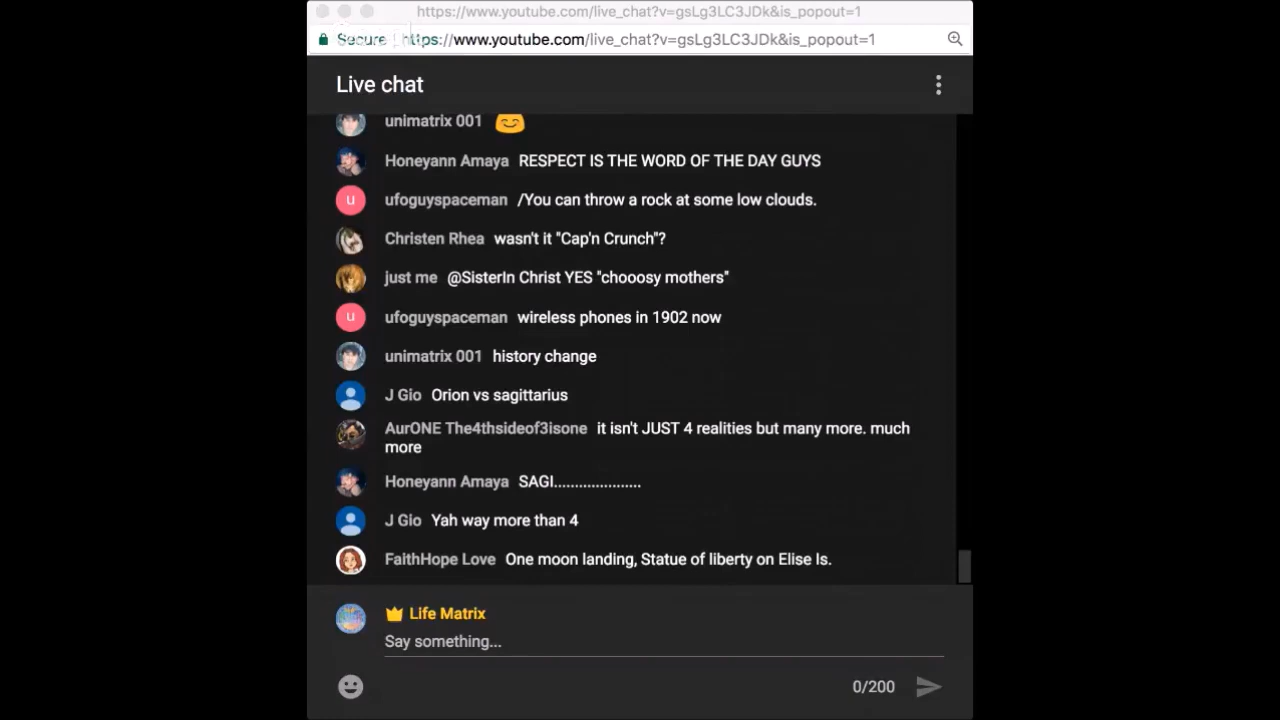 https://www.youtube.com/live_chat?v=gsLg3LC3JDk&is_popout=1
Secure https://www.youtube.com/live_chat?v=gsLg3LC3JDk&is_popout=1
Live chat
unimatrix 001
Honeyann Amaya RESPECT IS THE WORD OF THE DAY GUYS
u ufoguyspaceman /You can throw a rock at some low clouds.
Christen Rhea wasn't it "Cap'n Crunch"?
just me @SisterIn Christ YES "chooosy mothers"
u ufoguyspaceman wireless phones in 1902 now
unimatrix 001 history change
J Gio Orion vs sagittarius
AurONE The4thsideof3isone it isn't JUST 4 realities but many more. much
more
Honeyann Amaya SAGI.....................
J Gio Yah way more than 4
FaithHope Love One moon landing, Statue of liberty on Elise Is.
Life Matrix
Say something...
0/200